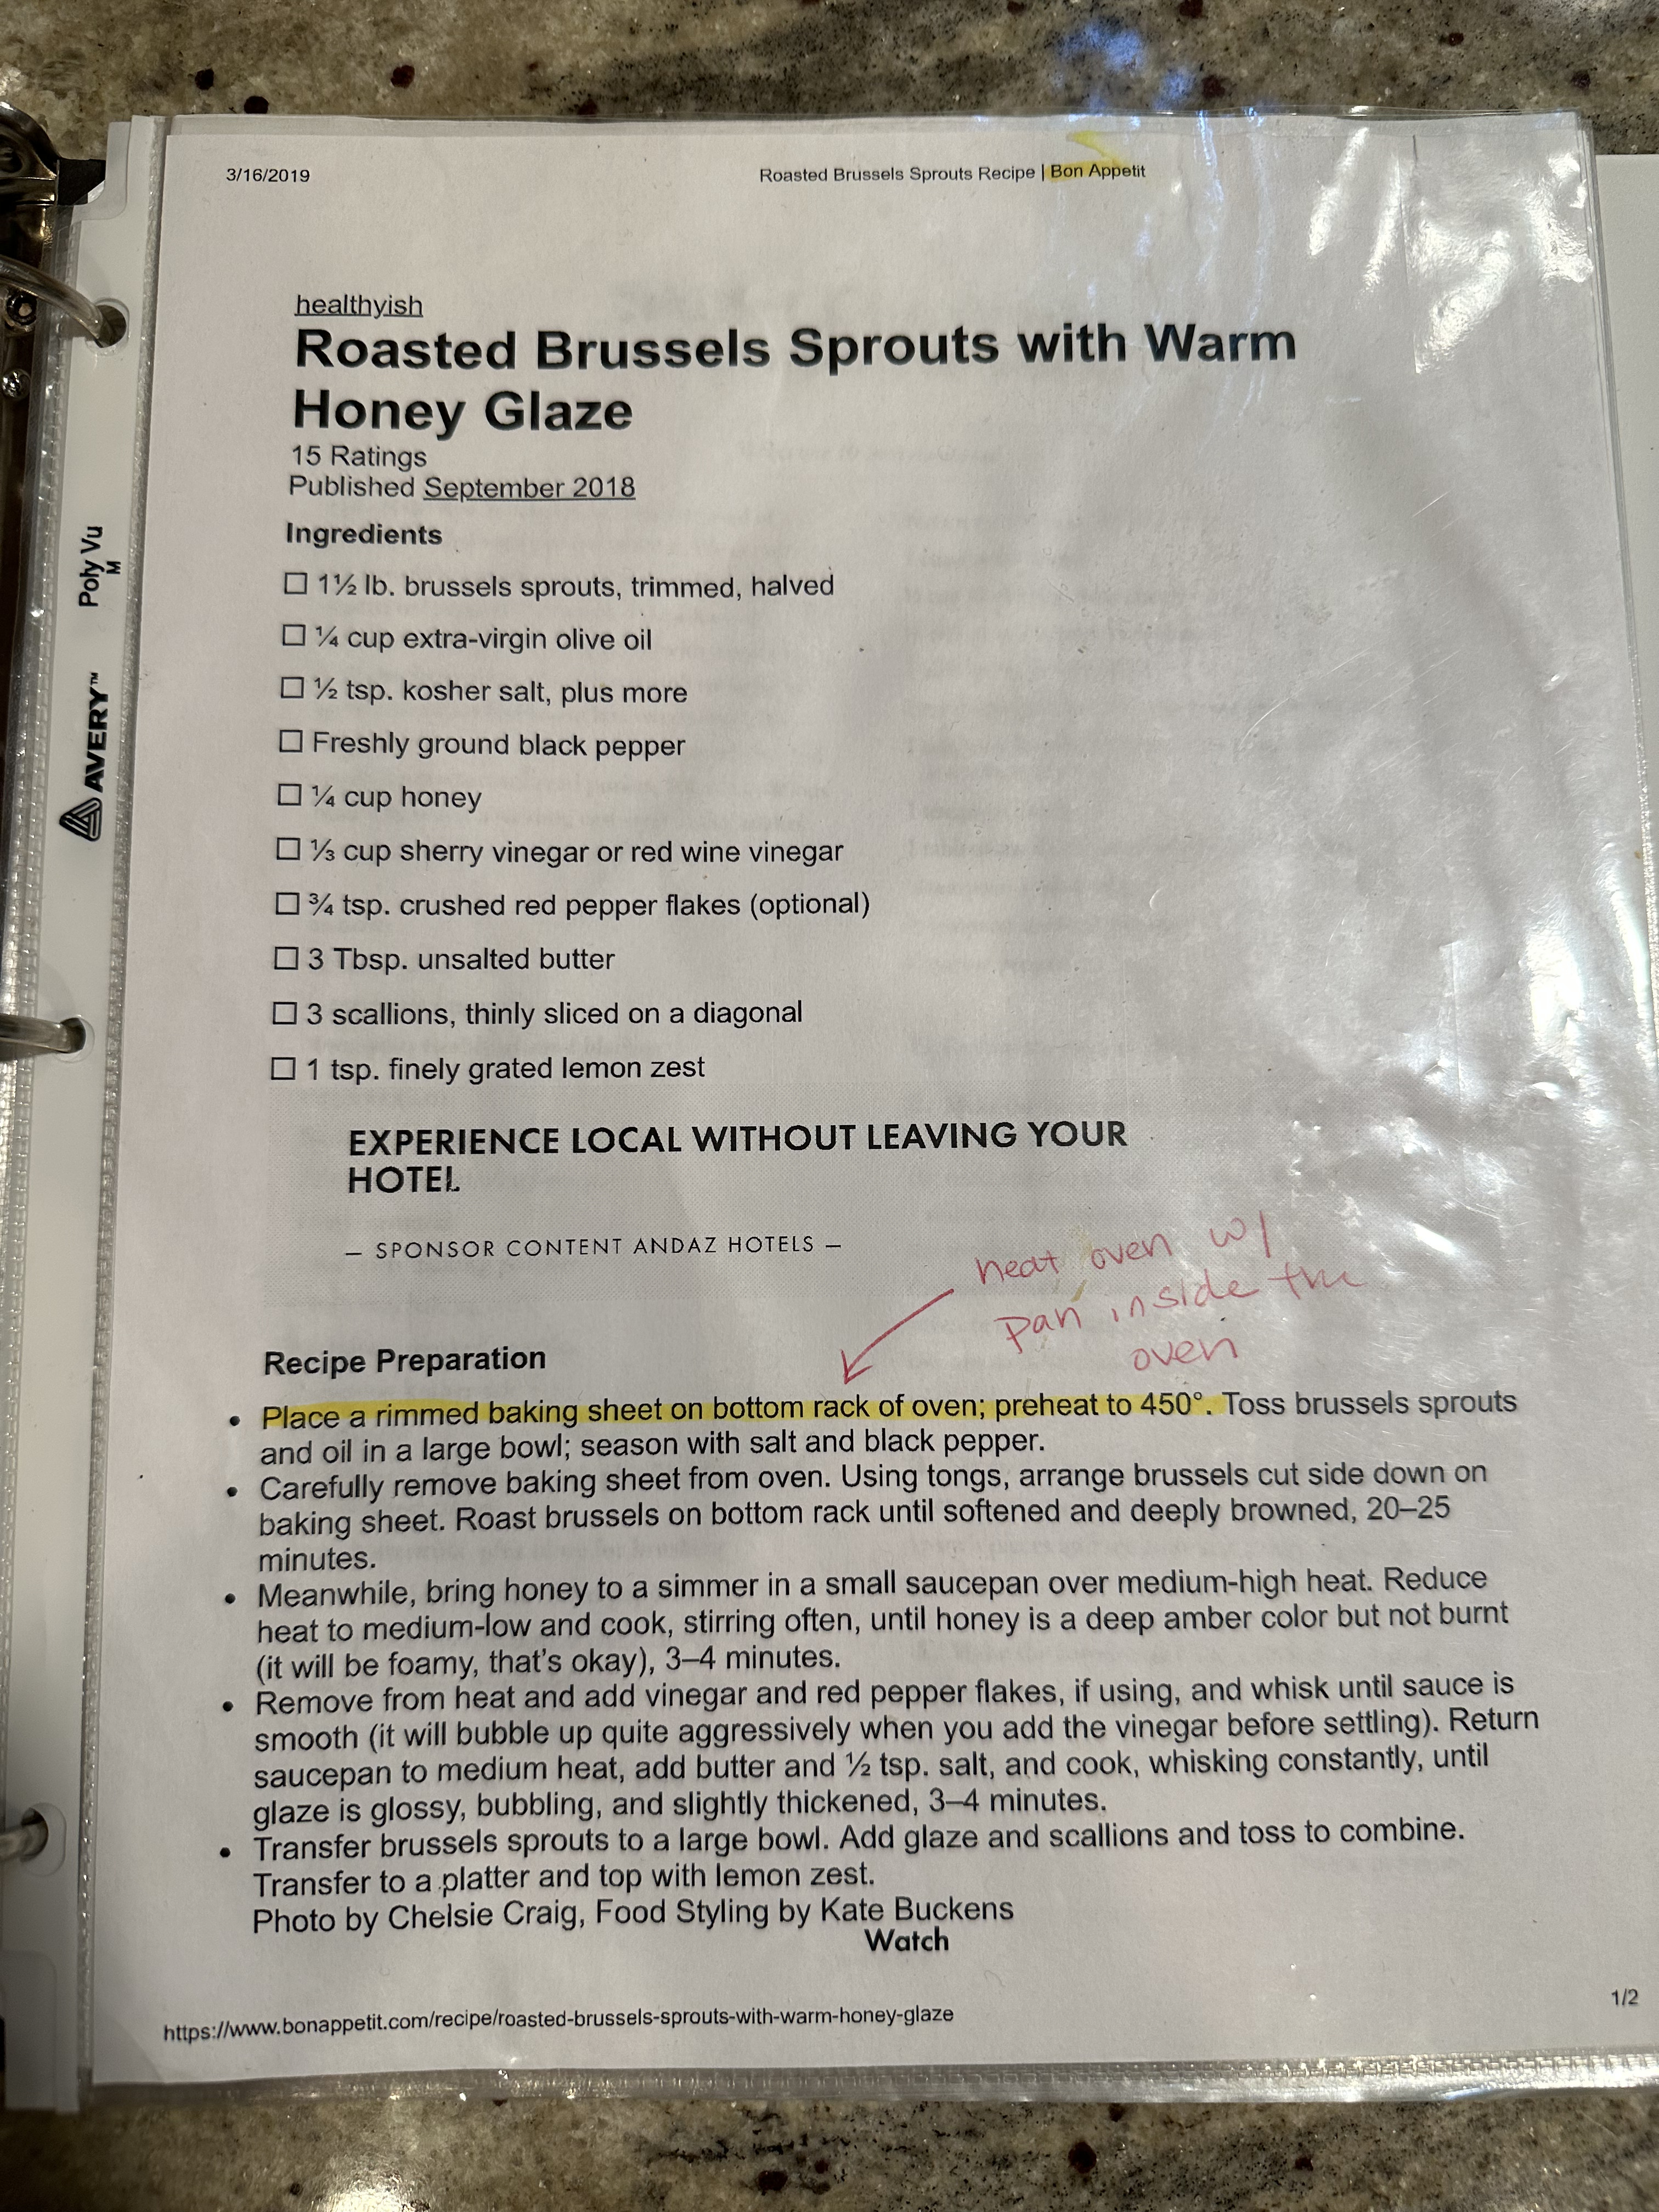 3/16/2019 Roasted Brussels Sprouts Recipe | Bon Appetit
healthyish
Roasted Brussels Sprouts with Warm
Honey Glaze
15 Ratings
Published September 2018
Ingredients
☐ 1½ lb. brussels sprouts, trimmed, halved
☐ ¼ cup extra-virgin olive oil
☐ ½ tsp. kosher salt, plus more
☐ Freshly ground black pepper
☐ ¼ cup honey
☐ ⅓ cup sherry vinegar or red wine vinegar
☐ ¾ tsp. crushed red pepper flakes (optional)
☐ 3 Tbsp. unsalted butter
☐ 3 scallions, thinly sliced on a diagonal
☐ 1 tsp. finely grated lemon zest
EXPERIENCE LOCAL WITHOUT LEAVING YOUR
HOTEL
— SPONSOR CONTENT ANDAZ HOTELS —
heat oven w/
pan inside the
oven
Recipe Preparation
• Place a rimmed baking sheet on bottom rack of oven; preheat to 450°. Toss brussels sprouts
and oil in a large bowl; season with salt and black pepper.
• Carefully remove baking sheet from oven. Using tongs, arrange brussels cut side down on
baking sheet. Roast brussels on bottom rack until softened and deeply browned, 20–25
minutes.
• Meanwhile, bring honey to a simmer in a small saucepan over medium-high heat. Reduce
heat to medium-low and cook, stirring often, until honey is a deep amber color but not burnt
(it will be foamy, that's okay), 3–4 minutes.
• Remove from heat and add vinegar and red pepper flakes, if using, and whisk until sauce is
smooth (it will bubble up quite aggressively when you add the vinegar before settling). Return
saucepan to medium heat, add butter and ½ tsp. salt, and cook, whisking constantly, until
glaze is glossy, bubbling, and slightly thickened, 3–4 minutes.
• Transfer brussels sprouts to a large bowl. Add glaze and scallions and toss to combine.
Transfer to a platter and top with lemon zest.
Photo by Chelsie Craig, Food Styling by Kate Buckens
Watch
https://www.bonappetit.com/recipe/roasted-brussels-sprouts-with-warm-honey-glaze 1/2
AVERY™
Poly Vu
M